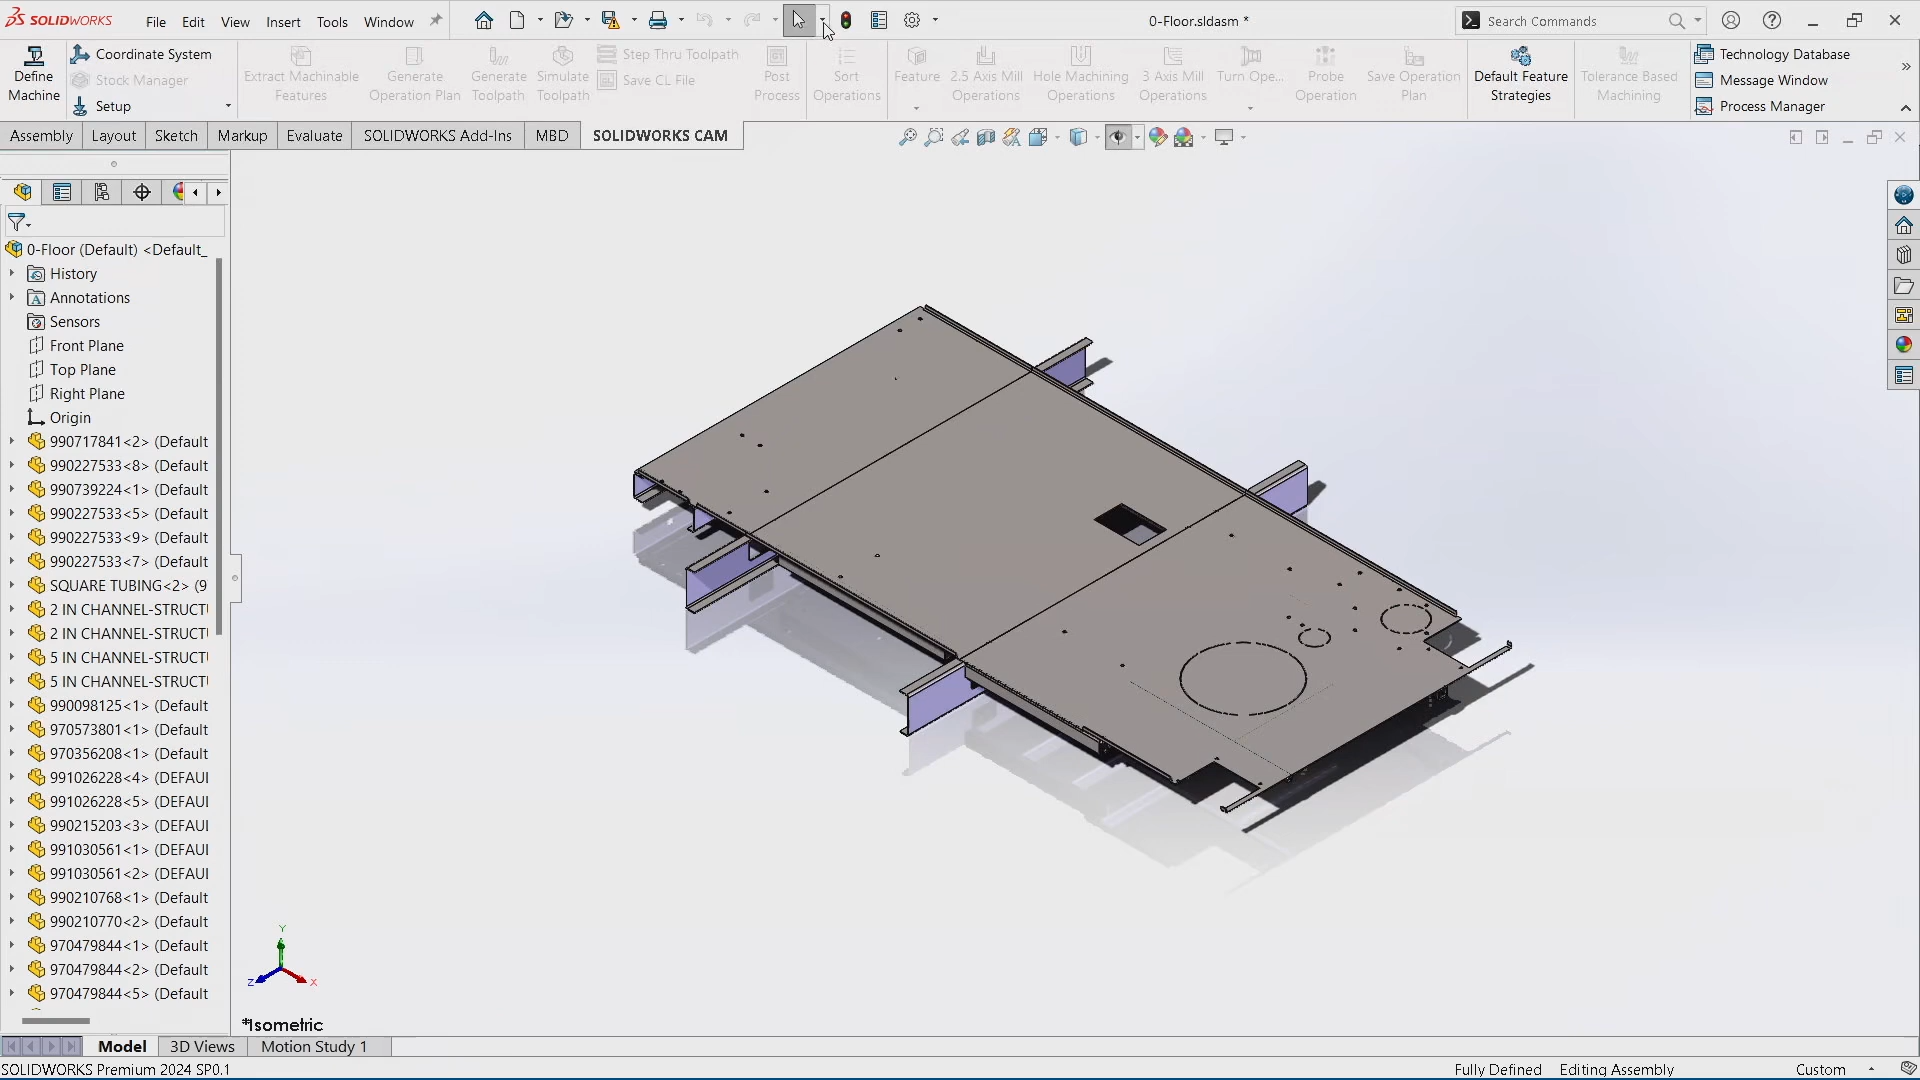 SOLIDWORKS
File
Edit
View
Insert
Tools
Window
0-Floor.sldasm *
Search Commands
Define Machine
Coordinate System
Stock Manager
Setup
Extract Machinable Features
Generate Operation Plan
Generate Toolpath
Simulate Toolpath
Step Thru Toolpath
Save CL File
Post Process
Sort Operations
Feature
2.5 Axis Mill Operations
Hole Machining Operations
3 Axis Mill Operations
Turn Ope...
Probe Operation
Save Operation Plan
Default Feature Strategies
Tolerance Based Machining
Technology Database
Message Window
Process Manager
Assembly
Layout
Sketch
Markup
Evaluate
SOLIDWORKS Add-Ins
MBD
SOLIDWORKS CAM
0-Floor (Default) <Default_
History
Annotations
Sensors
Front Plane
Top Plane
Right Plane
Origin
990717841<2> (Default
990227533<8> (Default
990739224<1> (Default
990227533<5> (Default
990227533<9> (Default
990227533<7> (Default
SQUARE TUBING<2> (9
2 IN CHANNEL-STRUCTU
2 IN CHANNEL-STRUCTU
5 IN CHANNEL-STRUCTU
5 IN CHANNEL-STRUCTU
990098125<1> (Default
970573801<1> (Default
970356208<1> (Default
991026228<4> (DEFAUL
991026228<5> (DEFAUL
990215203<3> (DEFAUL
991030561<1> (DEFAUL
991030561<2> (DEFAUL
990210768<1> (Default
990210770<2> (Default
970479844<1> (Default
970479844<2> (Default
970479844<5> (Default
Y
Z
X
*Isometric
Model
3D Views
Motion Study 1
SOLIDWORKS Premium 2024 SP0.1
Fully Defined
Editing Assembly
Custom